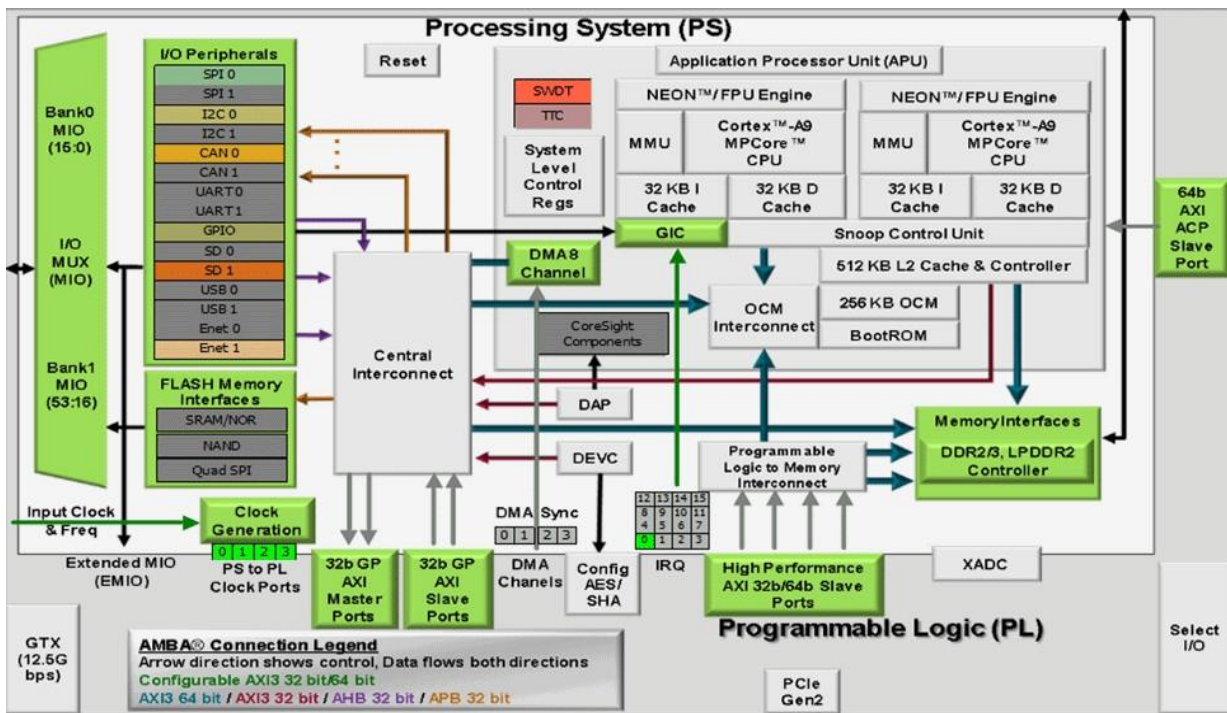 Processing System (PS)
Bank0
MIO
(15:0)
I/O
MUX
(MIO)
Bank1
MIO
(53:16)
I/O Peripherals
SPI 0
SPI 1
I2C 0
I2C 1
CAN 0
CAN 1
UART 0
UART 1
GPIO
SD 0
SD 1
USB 0
USB 1
Enet 0
Enet 1
FLASH Memory
Interfaces
SRAM/NOR
NAND
Quad SPI
Input Clock
& Freq
Clock
Generation
0 1 2 3
PS to PL
Clock Ports
Extended MIO
(EMIO)
Reset
Central
Interconnect
Application Processor Unit (APU)
SWDT
TTC
System
Level
Control
Regs
NEON™/FPU Engine
MMU
Cortex™-A9
MPCore™
CPU
32 KB I
Cache
32 KB D
Cache
NEON™/FPU Engine
MMU
Cortex™-A9
MPCore™
CPU
32 KB I
Cache
32 KB D
Cache
GIC
Snoop Control Unit
DMA8
Channel
512 KB L2 Cache & Controller
OCM
Interconnect
256 KB OCM
BootROM
CoreSight
Components
DAP
DEVC
Programmable
Logic to Memory
Interconnect
Memory Interfaces
DDR2/3, LPDDR2
Controller
64b
AXI
ACP
Slave
Port
DMA Sync
0 1 2 3
DMA
Channels
12 13 14 15
8 9 10 11
4 5 6 7
0 1 2 3
IRQ
32b GP
AXI
Master
Ports
32b GP
AXI
Slave
Ports
Config
AES/
SHA
High Performance
AXI 32b/64b Slave
Ports
XADC
Programmable Logic (PL)
GTX
(12.5G
bps)
AMBA® Connection Legend
Arrow direction shows control, Data flows both directions
Configurable AXI3 32 bit/64 bit
AXI3 64 bit / AXI3 32 bit / AHB 32 bit / APB 32 bit
PCIe
Gen2
Select
I/O